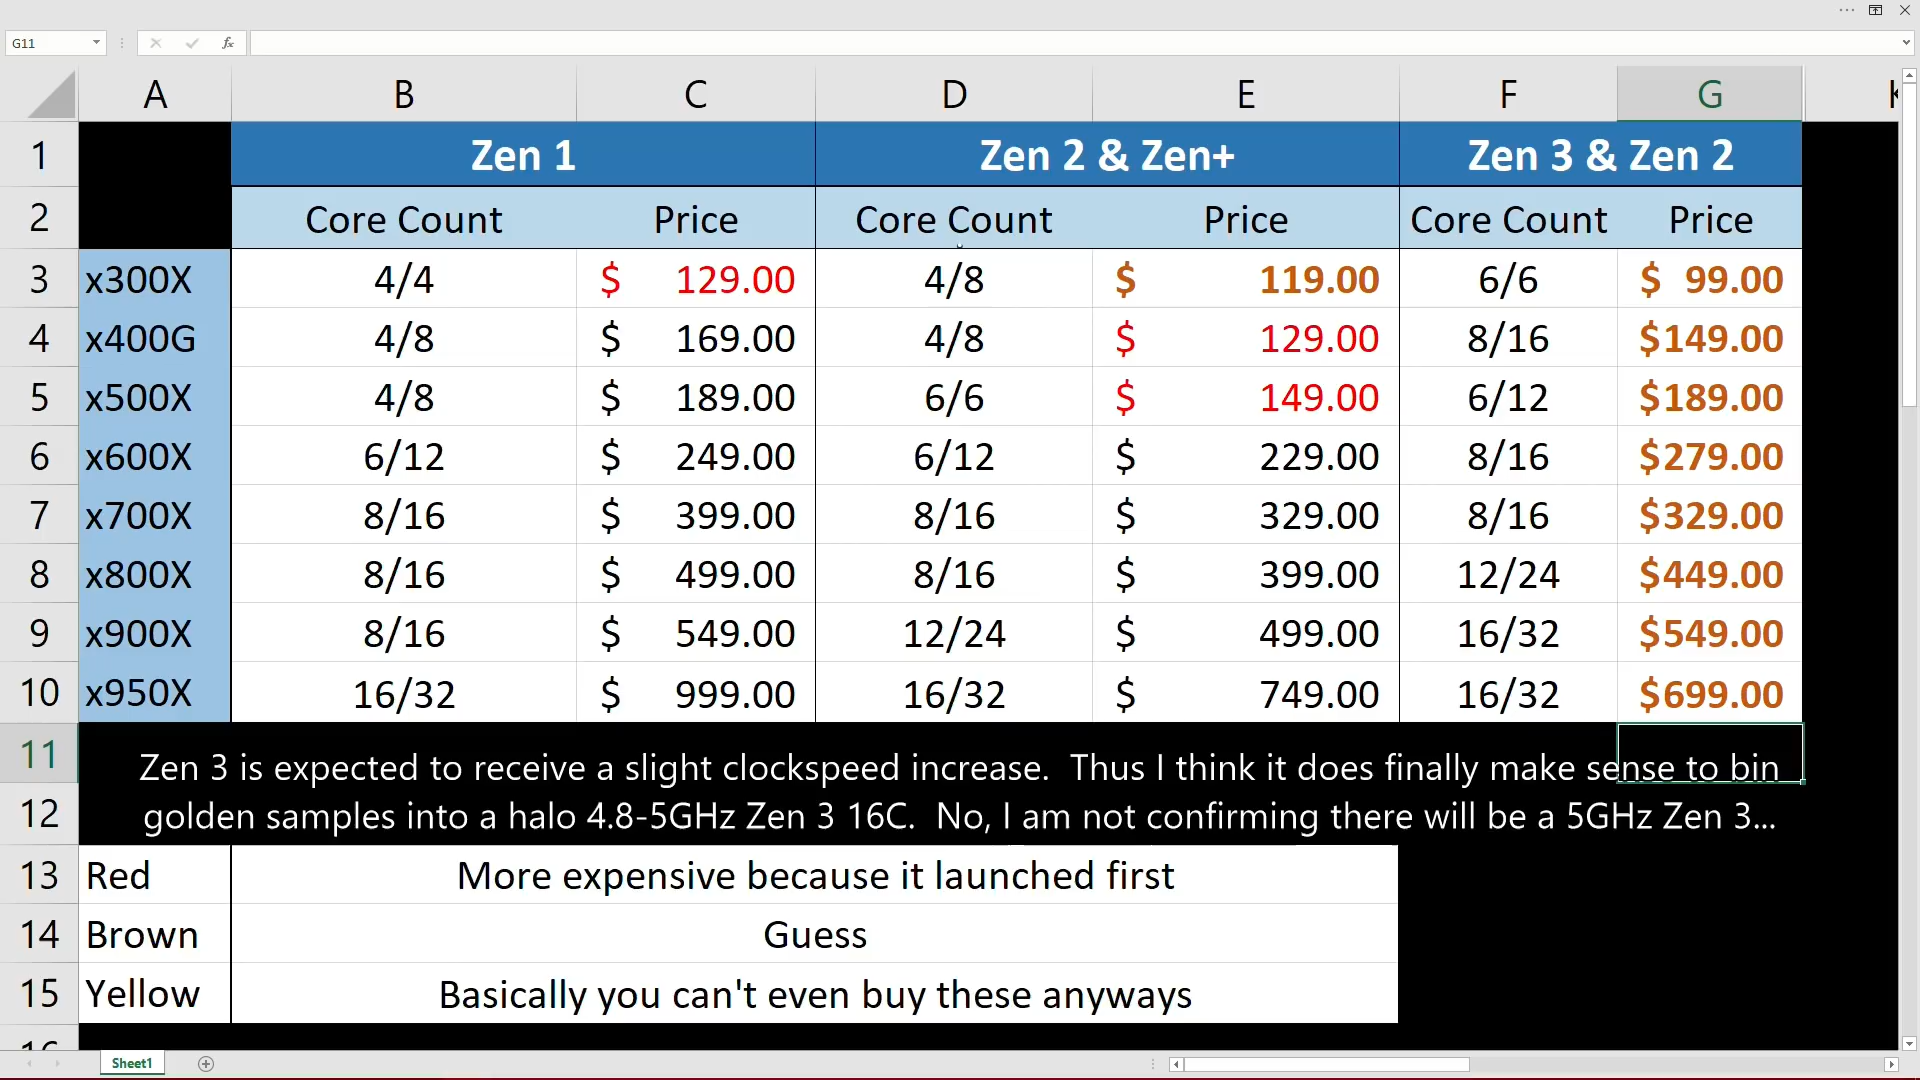 G11
fx
A B C D E F G
1 Zen 1 Zen 2 & Zen+ Zen 3 & Zen 2
2 Core Count Price Core Count Price Core Count Price
3 x300X 4/4 $ 129.00 4/8 $ 119.00 6/6 $ 99.00
4 x400G 4/8 $ 169.00 4/8 $ 129.00 8/16 $149.00
5 x500X 4/8 $ 189.00 6/6 $ 149.00 6/12 $189.00
6 x600X 6/12 $ 249.00 6/12 $ 229.00 8/16 $279.00
7 x700X 8/16 $ 399.00 8/16 $ 329.00 8/16 $329.00
8 x800X 8/16 $ 499.00 8/16 $ 399.00 12/24 $449.00
9 x900X 8/16 $ 549.00 12/24 $ 499.00 16/32 $549.00
10 x950X 16/32 $ 999.00 16/32 $ 749.00 16/32 $699.00
11 Zen 3 is expected to receive a slight clockspeed increase. Thus I think it does finally make sense to bin
12 golden samples into a halo 4.8-5GHz Zen 3 16C. No, I am not confirming there will be a 5GHz Zen 3...
13 Red More expensive because it launched first
14 Brown Guess
15 Yellow Basically you can't even buy these anyways
Sheet1